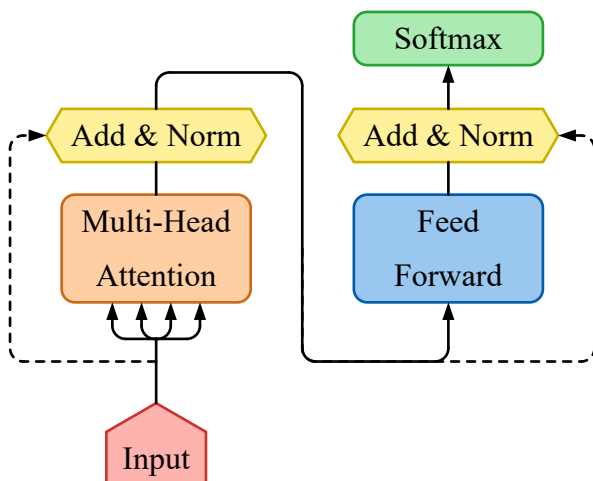 Softmax
Add & Norm
Add & Norm
Multi-Head
Attention
Feed
Forward
Input